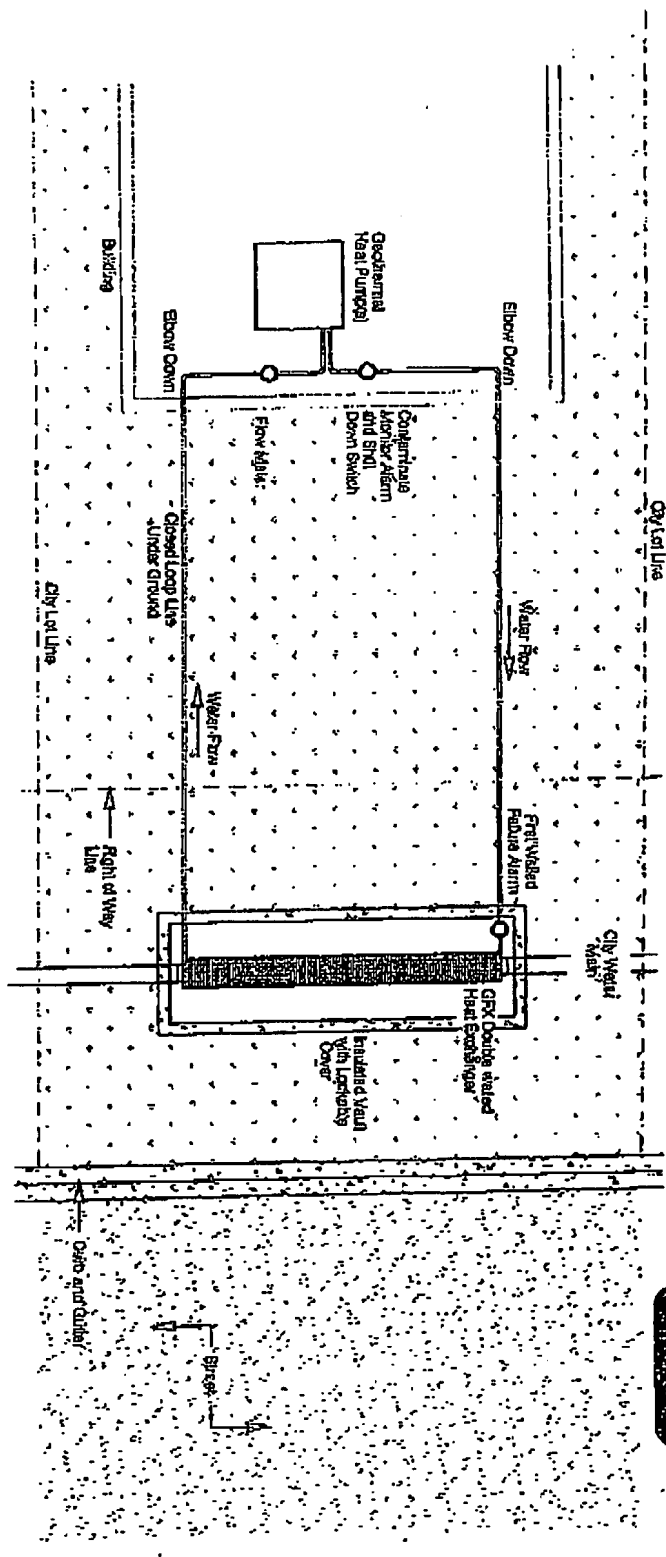 City Lot Line
Elbow Down
Water Flow
First Walled
Failure Alarm
City Water
Main
Geothermal
Heat Pump(s)
Contaminate
Monitor Alarm
and Shut
Down Switch
GFX Double walled
Heat Exchanger
Flow Meter
Insulated Vault
with Lockable
Cover
Building
Elbow Down
Closed Loop Line
Under Ground
Water Flow
Right of Way
Line
City Lot Line
Curb and Gutter
Street